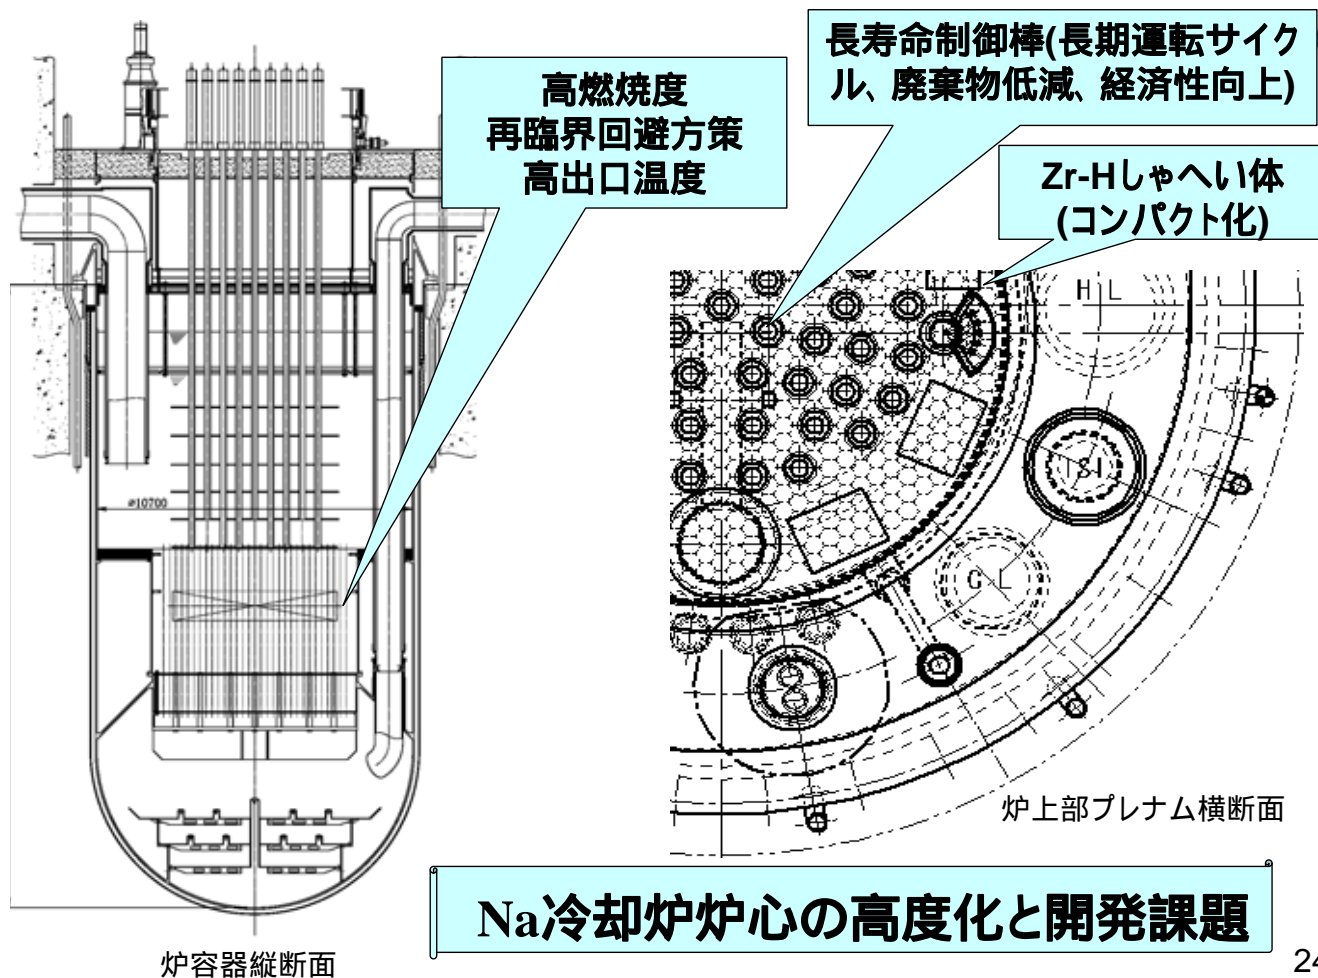 長寿命制御棒(長期運転サイク
ル、廃棄物低減、経済性向上)
高燃焼度
再臨界回避方策
高出口温度
Zr-Hしゃへい体
(コンパクト化)
H L
ISI
C L
ø10700
炉上部プレナム横断面
Na冷却炉炉心の高度化と開発課題
炉容器縦断面
24